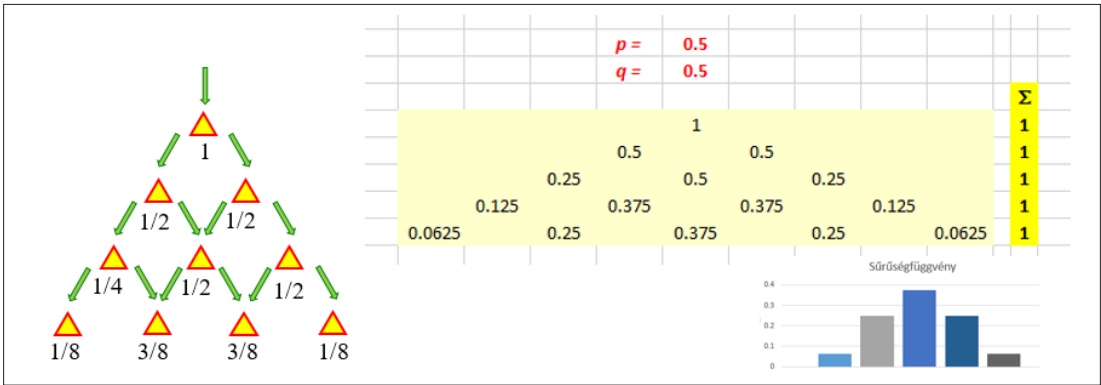 1
1/2 1/2
1/4 1/2 1/2
1/8 3/8 3/8 1/8
p = 0.5
q = 0.5
Σ
1 1
0.5 0.5 1
0.25 0.5 0.25 1
0.125 0.375 0.375 0.125 1
0.0625 0.25 0.375 0.25 0.0625 1
Sűrűségfüggvény
0.4
0.3
0.2
0.1
0